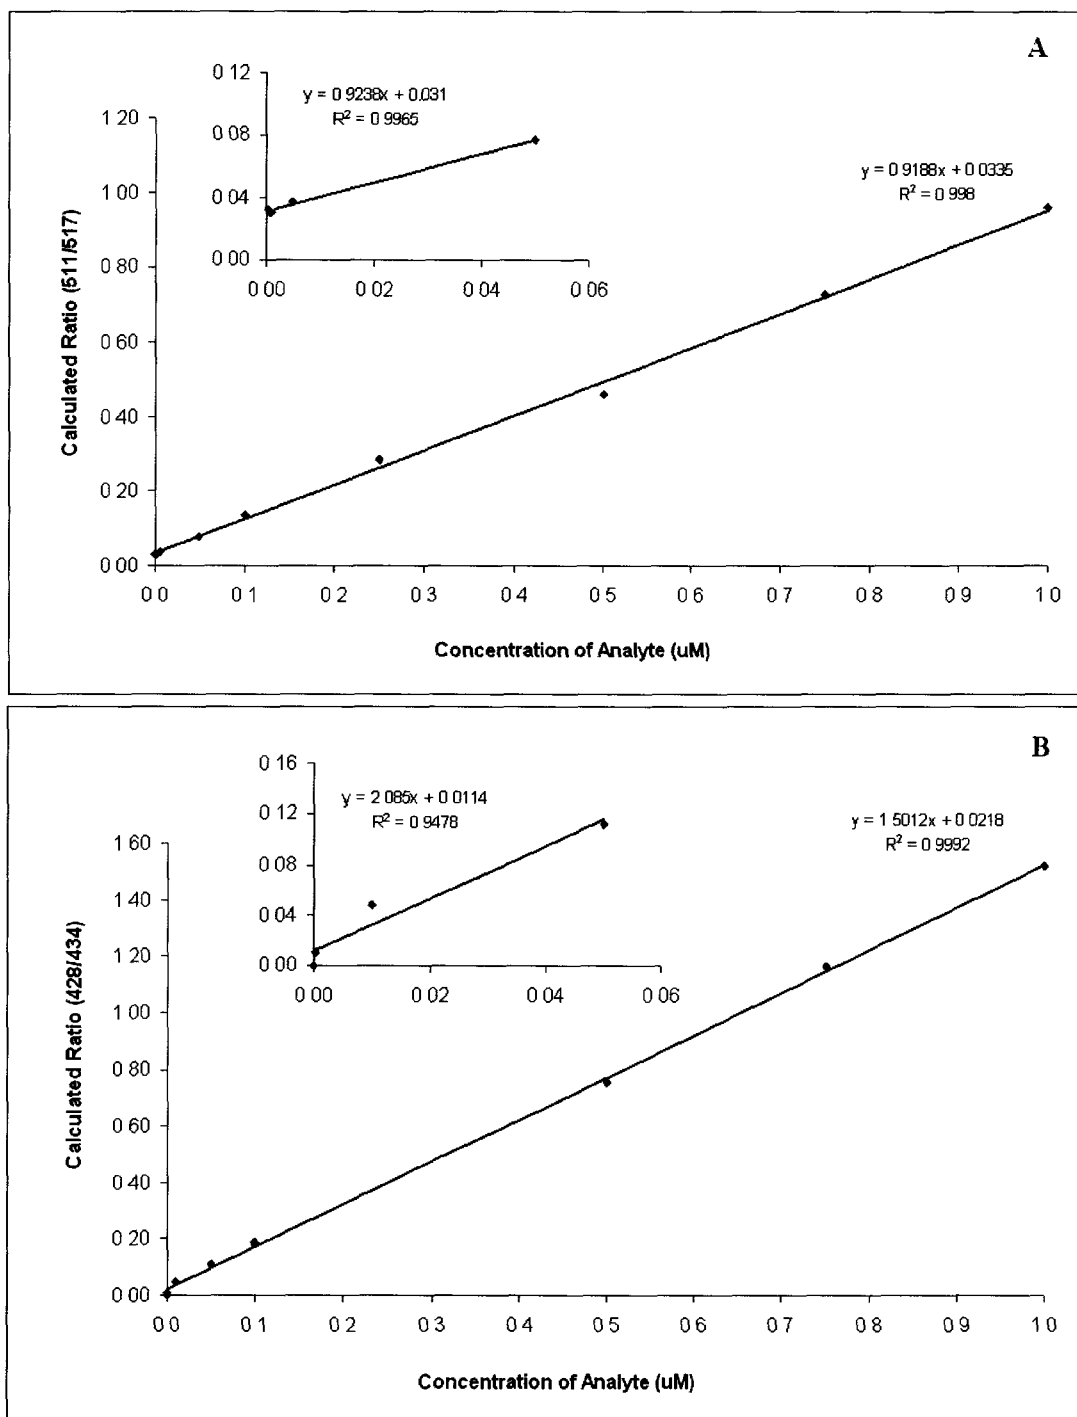 A
0 12
0 08
0 04
0 00
0 00 0 02 0 04 0 06
y = 0 9238x + 0.031
R² = 0 9965
1 20
1 00
0 80
0 60
0 40
0 20
0 00
y = 0 9188x + 0 0335
R² = 0 998
Calculated Ratio (511/517)
0 0 0 1 0 2 0 3 0 4 0 5 0 6 0 7 0 8 0 9 1 0
Concentration of Analyte (uM)
B
0 16
0 12
0 08
0 04
0 00
0 00 0 02 0 04 0 06
y = 2 085x + 0 0114
R² = 0 9478
1 60
1 40
1 20
1 00
0 80
0 60
0 40
0 20
0 00
y = 1 5012x + 0 0218
R² = 0 9992
Calculated Ratio (428/434)
0 0 0 1 0 2 0 3 0 4 0 5 0 6 0 7 0 8 0 9 1 0
Concentration of Analyte (uM)